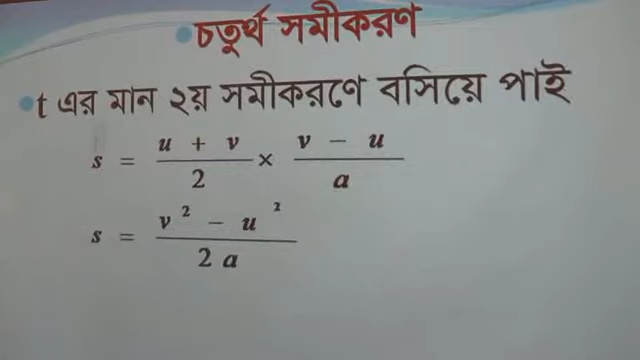 চতুর্থ সমীকরণ
t এর মান ২য় সমীকরণে বসিয়ে পাই
s = (u + v)/2 × (v − u)/a
s = (v² − u²)/2a